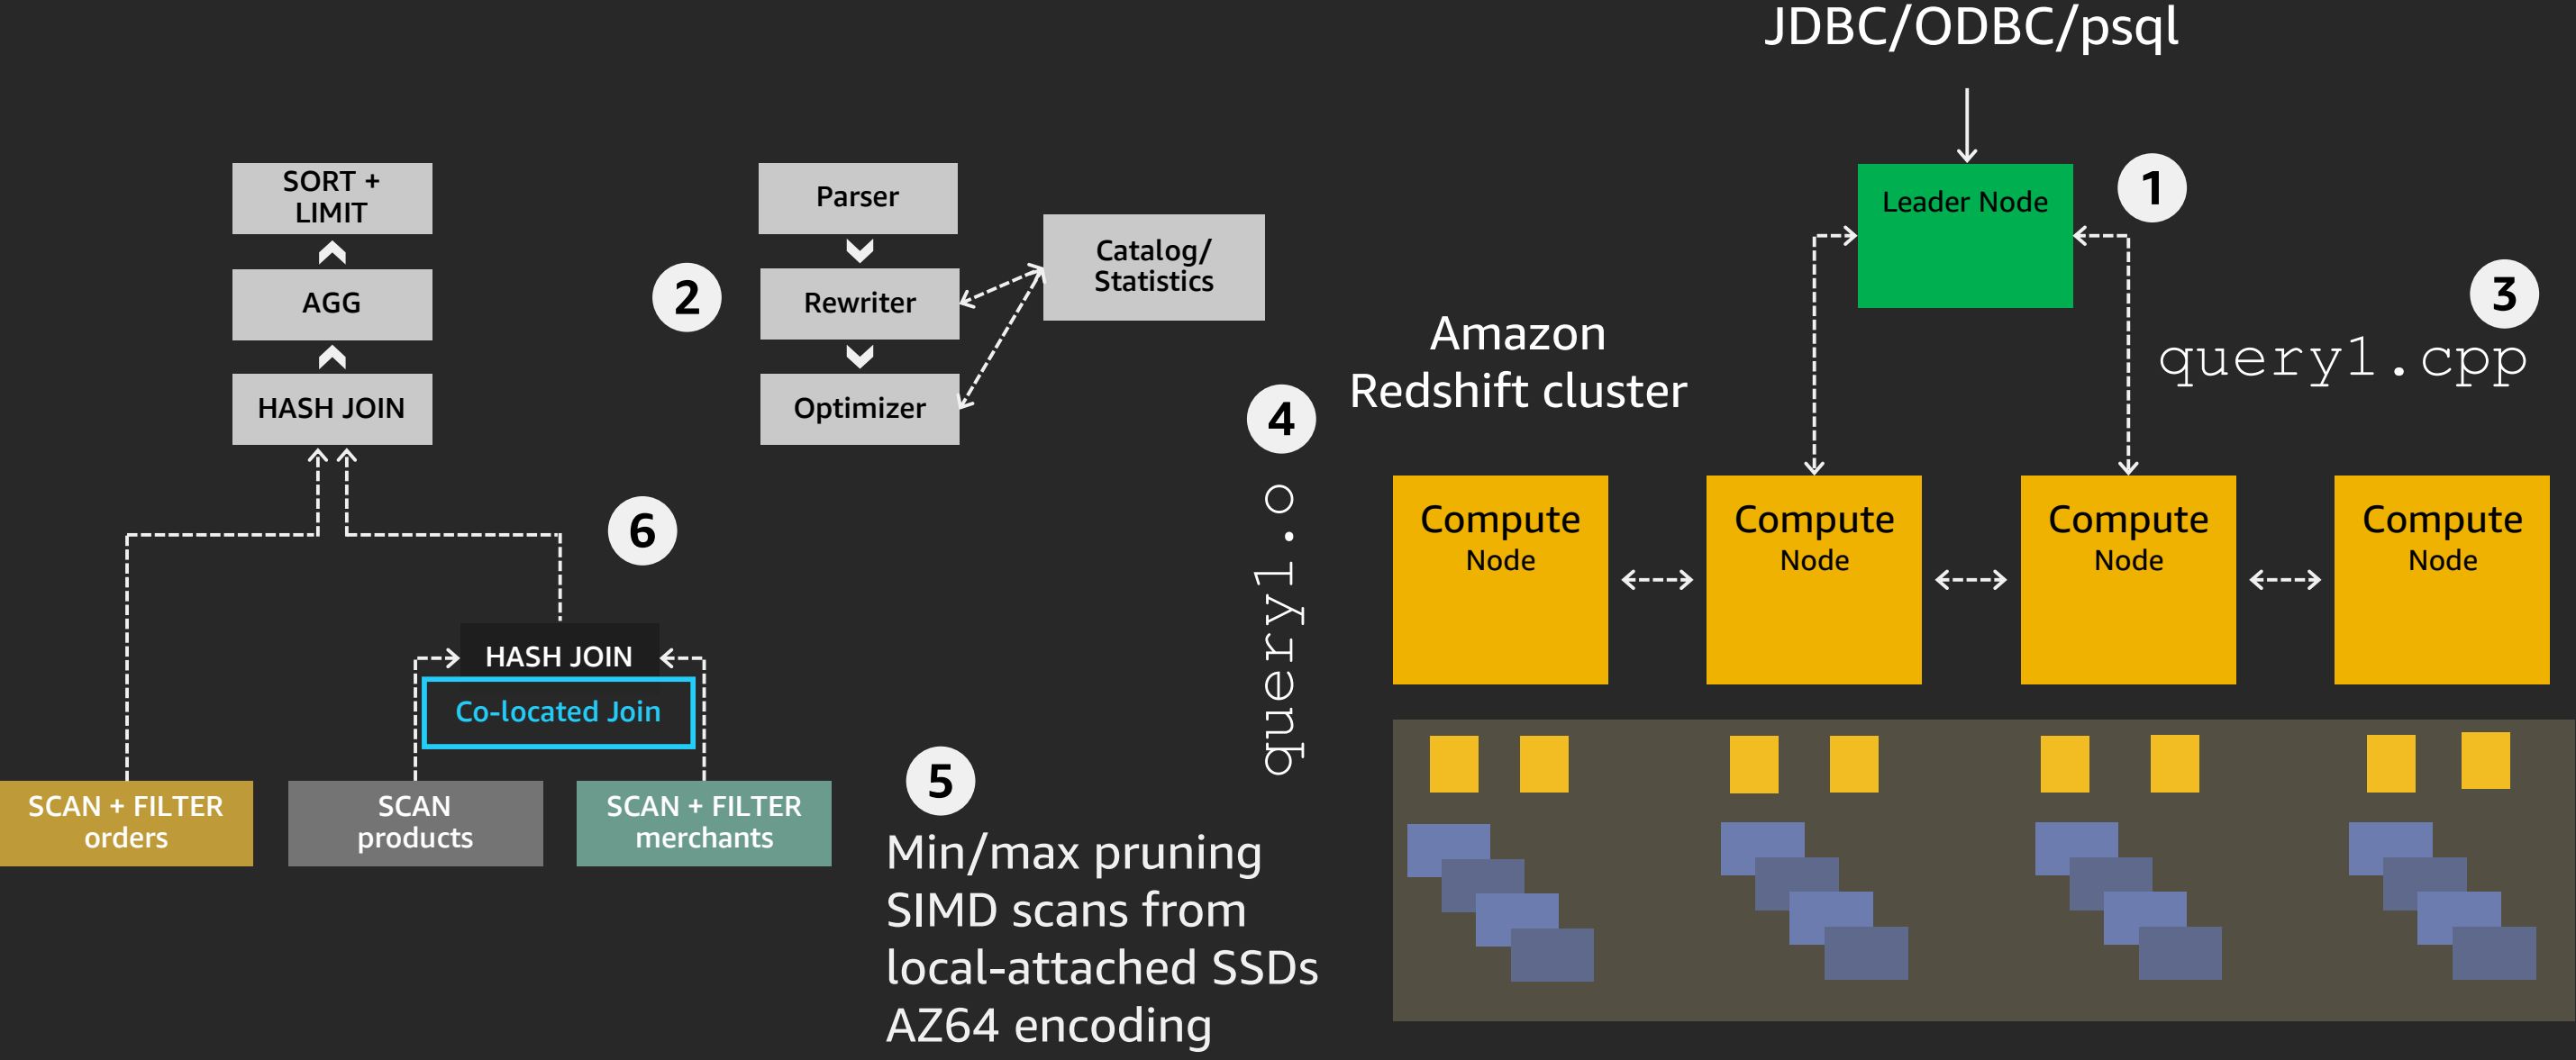 JDBC/ODBC/psql
Leader Node
1
3
query1.cpp
Amazon
Redshift cluster
4
query1.o
Compute
Node
Compute
Node
Compute
Node
Compute
Node
SORT +
LIMIT
AGG
HASH JOIN
2
Parser
Rewriter
Optimizer
Catalog/
Statistics
6
HASH JOIN
Co-located Join
SCAN + FILTER
orders
SCAN
products
SCAN + FILTER
merchants
5
Min/max pruning
SIMD scans from
local-attached SSDs
AZ64 encoding